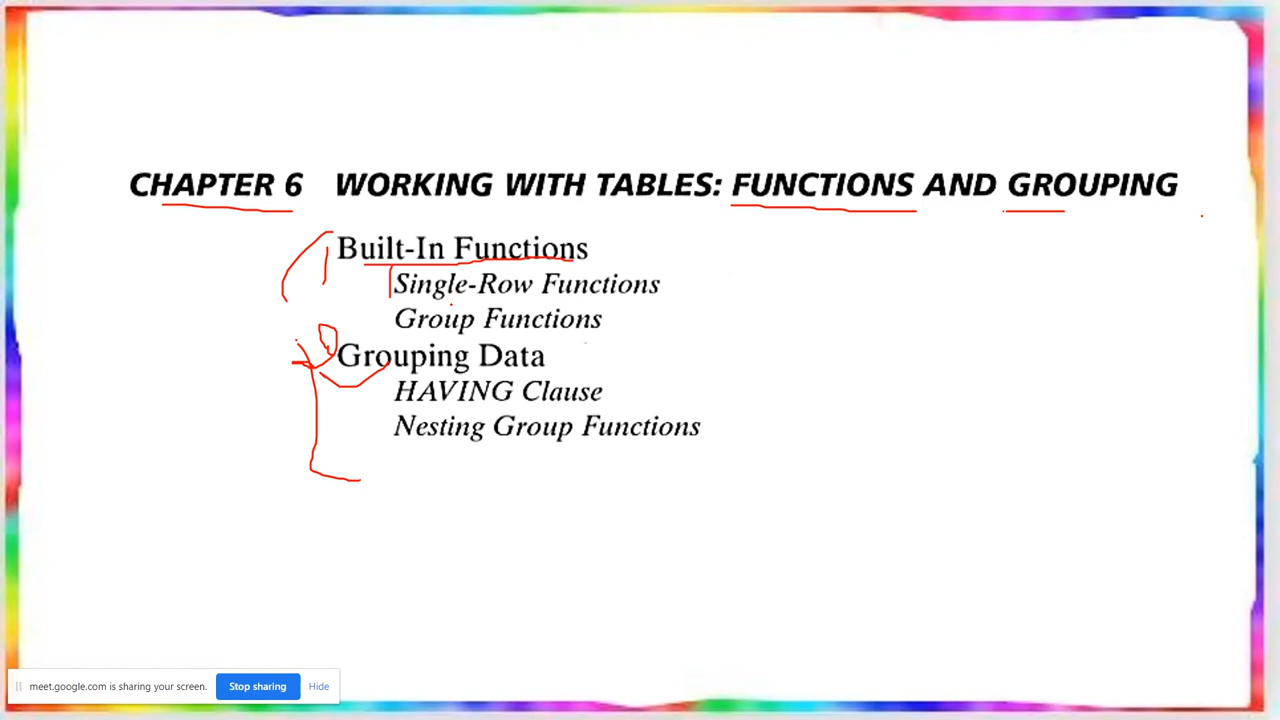 CHAPTER 6 WORKING WITH TABLES: FUNCTIONS AND GROUPING
Built-In Functions
Single-Row Functions
Group Functions
Grouping Data
HAVING Clause
Nesting Group Functions
meet.google.com is sharing your screen. Stop sharing Hide